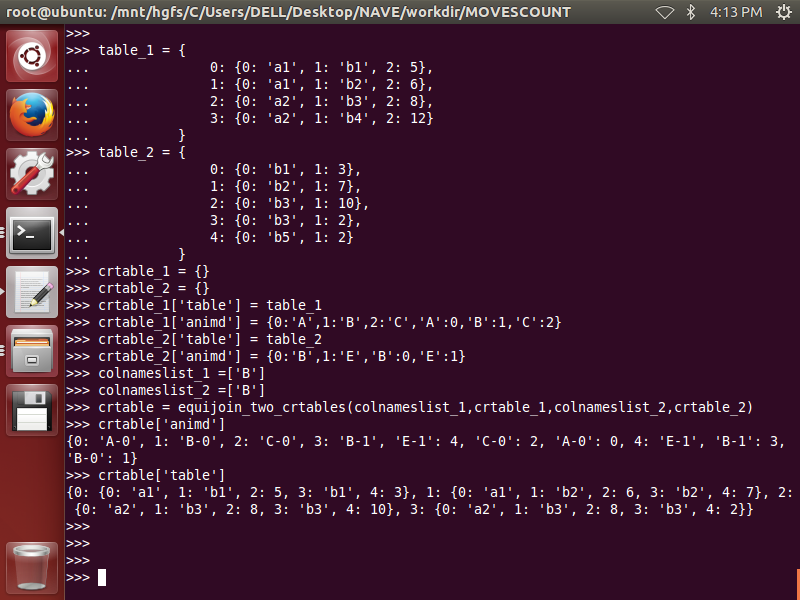 root@ubuntu: /mnt/hgfs/C/Users/DELL/Desktop/NAVE/workdir/MOVESCOUNT 4:13 PM
>>>
>>> table_1 = {
...               0: {0: 'a1', 1: 'b1', 2: 5},
...               1: {0: 'a1', 1: 'b2', 2: 6},
...               2: {0: 'a2', 1: 'b3', 2: 8},
...               3: {0: 'a2', 1: 'b4', 2: 12}
...           }
>>> table_2 = {
...               0: {0: 'b1', 1: 3},
...               1: {0: 'b2', 1: 7},
...               2: {0: 'b3', 1: 10},
...               3: {0: 'b3', 1: 2},
...               4: {0: 'b5', 1: 2}
...           }
>>> crtable_1 = {}
>>> crtable_2 = {}
>>> crtable_1['table'] = table_1
>>> crtable_1['animd'] = {0:'A',1:'B',2:'C','A':0,'B':1,'C':2}
>>> crtable_2['table'] = table_2
>>> crtable_2['animd'] = {0:'B',1:'E','B':0,'E':1}
>>> colnameslist_1 =['B']
>>> colnameslist_2 =['B']
>>> crtable = equijoin_two_crtables(colnameslist_1,crtable_1,colnameslist_2,crtable_2)
>>> crtable['animd']
{0: 'A-0', 1: 'B-0', 2: 'C-0', 3: 'B-1', 'E-1': 4, 'C-0': 2, 'A-0': 0, 4: 'E-1', 'B-1': 3,
'B-0': 1}
>>> crtable['table']
{0: {0: 'a1', 1: 'b1', 2: 5, 3: 'b1', 4: 3}, 1: {0: 'a1', 1: 'b2', 2: 6, 3: 'b2', 4: 7}, 2:
 {0: 'a2', 1: 'b3', 2: 8, 3: 'b3', 4: 10}, 3: {0: 'a2', 1: 'b3', 2: 8, 3: 'b3', 4: 2}}
>>>
>>>
>>>
>>>